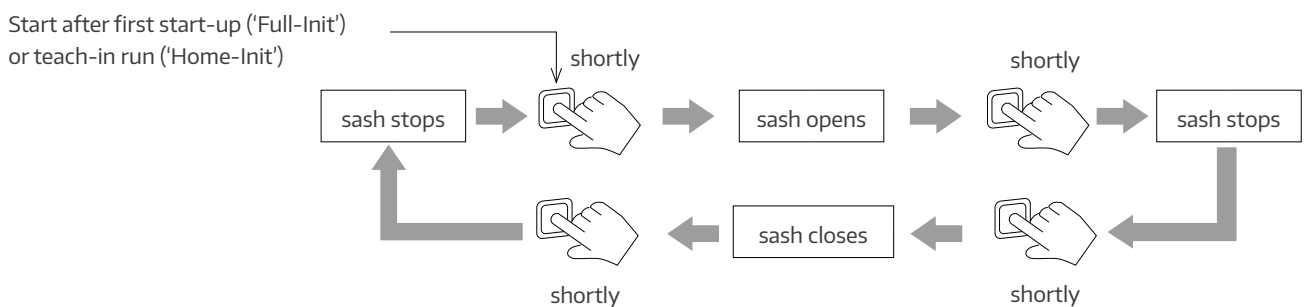 Start after first start-up (‘Full-Init’)
or teach-in run (‘Home-Init’)
shortly
shortly
sash stops
sash opens
sash stops
sash closes
shortly
shortly